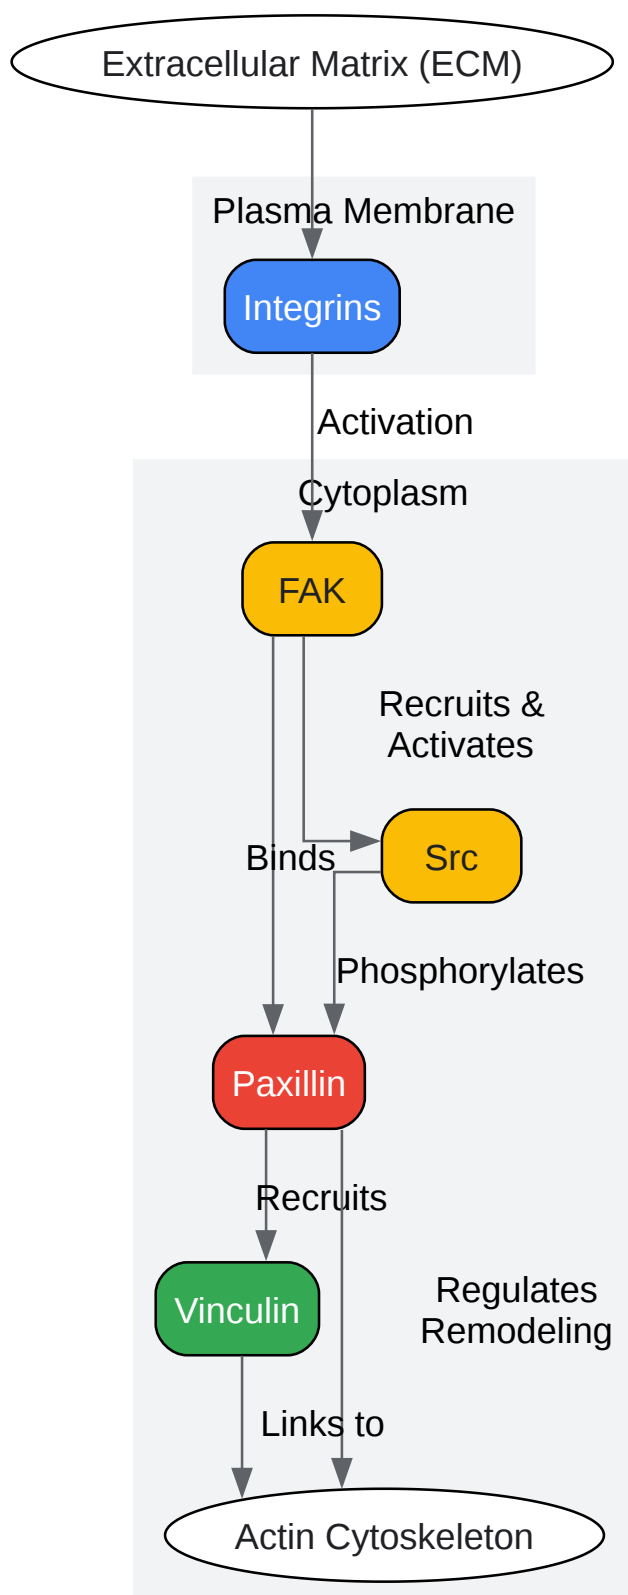 Extracellular Matrix (ECM)
Plasma Membrane
Integrins
Activation
Cytoplasm
FAK
Recruits &
Activates
Binds
Src
Phosphorylates
Paxillin
Recruits
Vinculin
Regulates
Remodeling
Links to
Actin Cytoskeleton